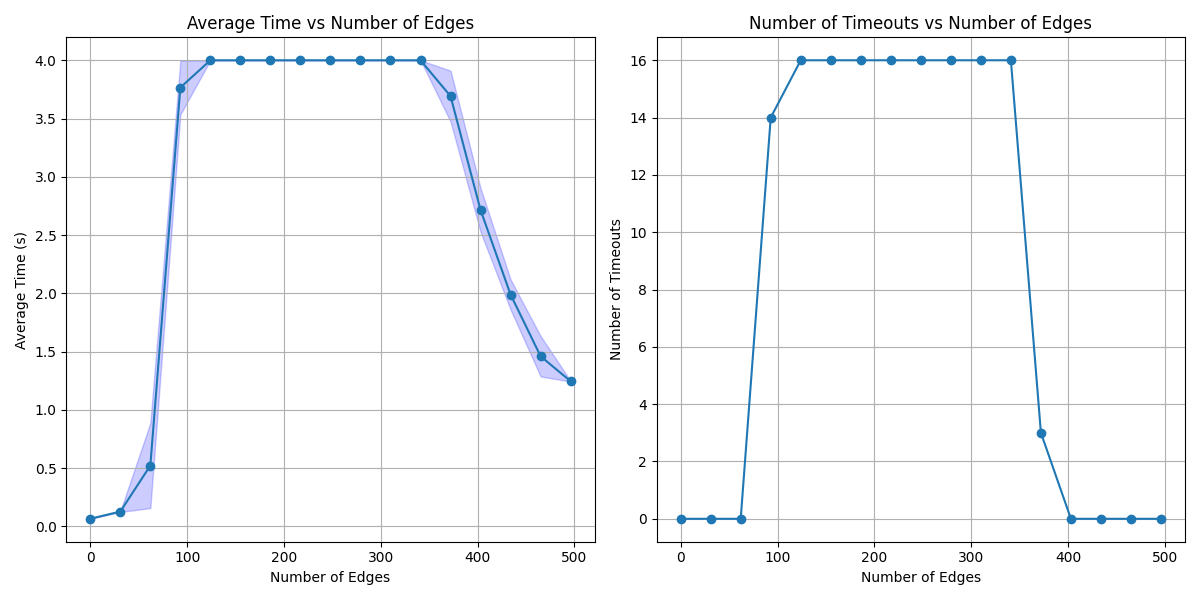 Average Time vs Number of Edges
4.0
3.5
3.0
2.5
2.0
1.5
1.0
0.5
0.0
Average Time (s)
0 100 200 300 400 500
Number of Edges
Number of Timeouts vs Number of Edges
16
14
12
10
8
6
4
2
0
Number of Timeouts
0 100 200 300 400 500
Number of Edges